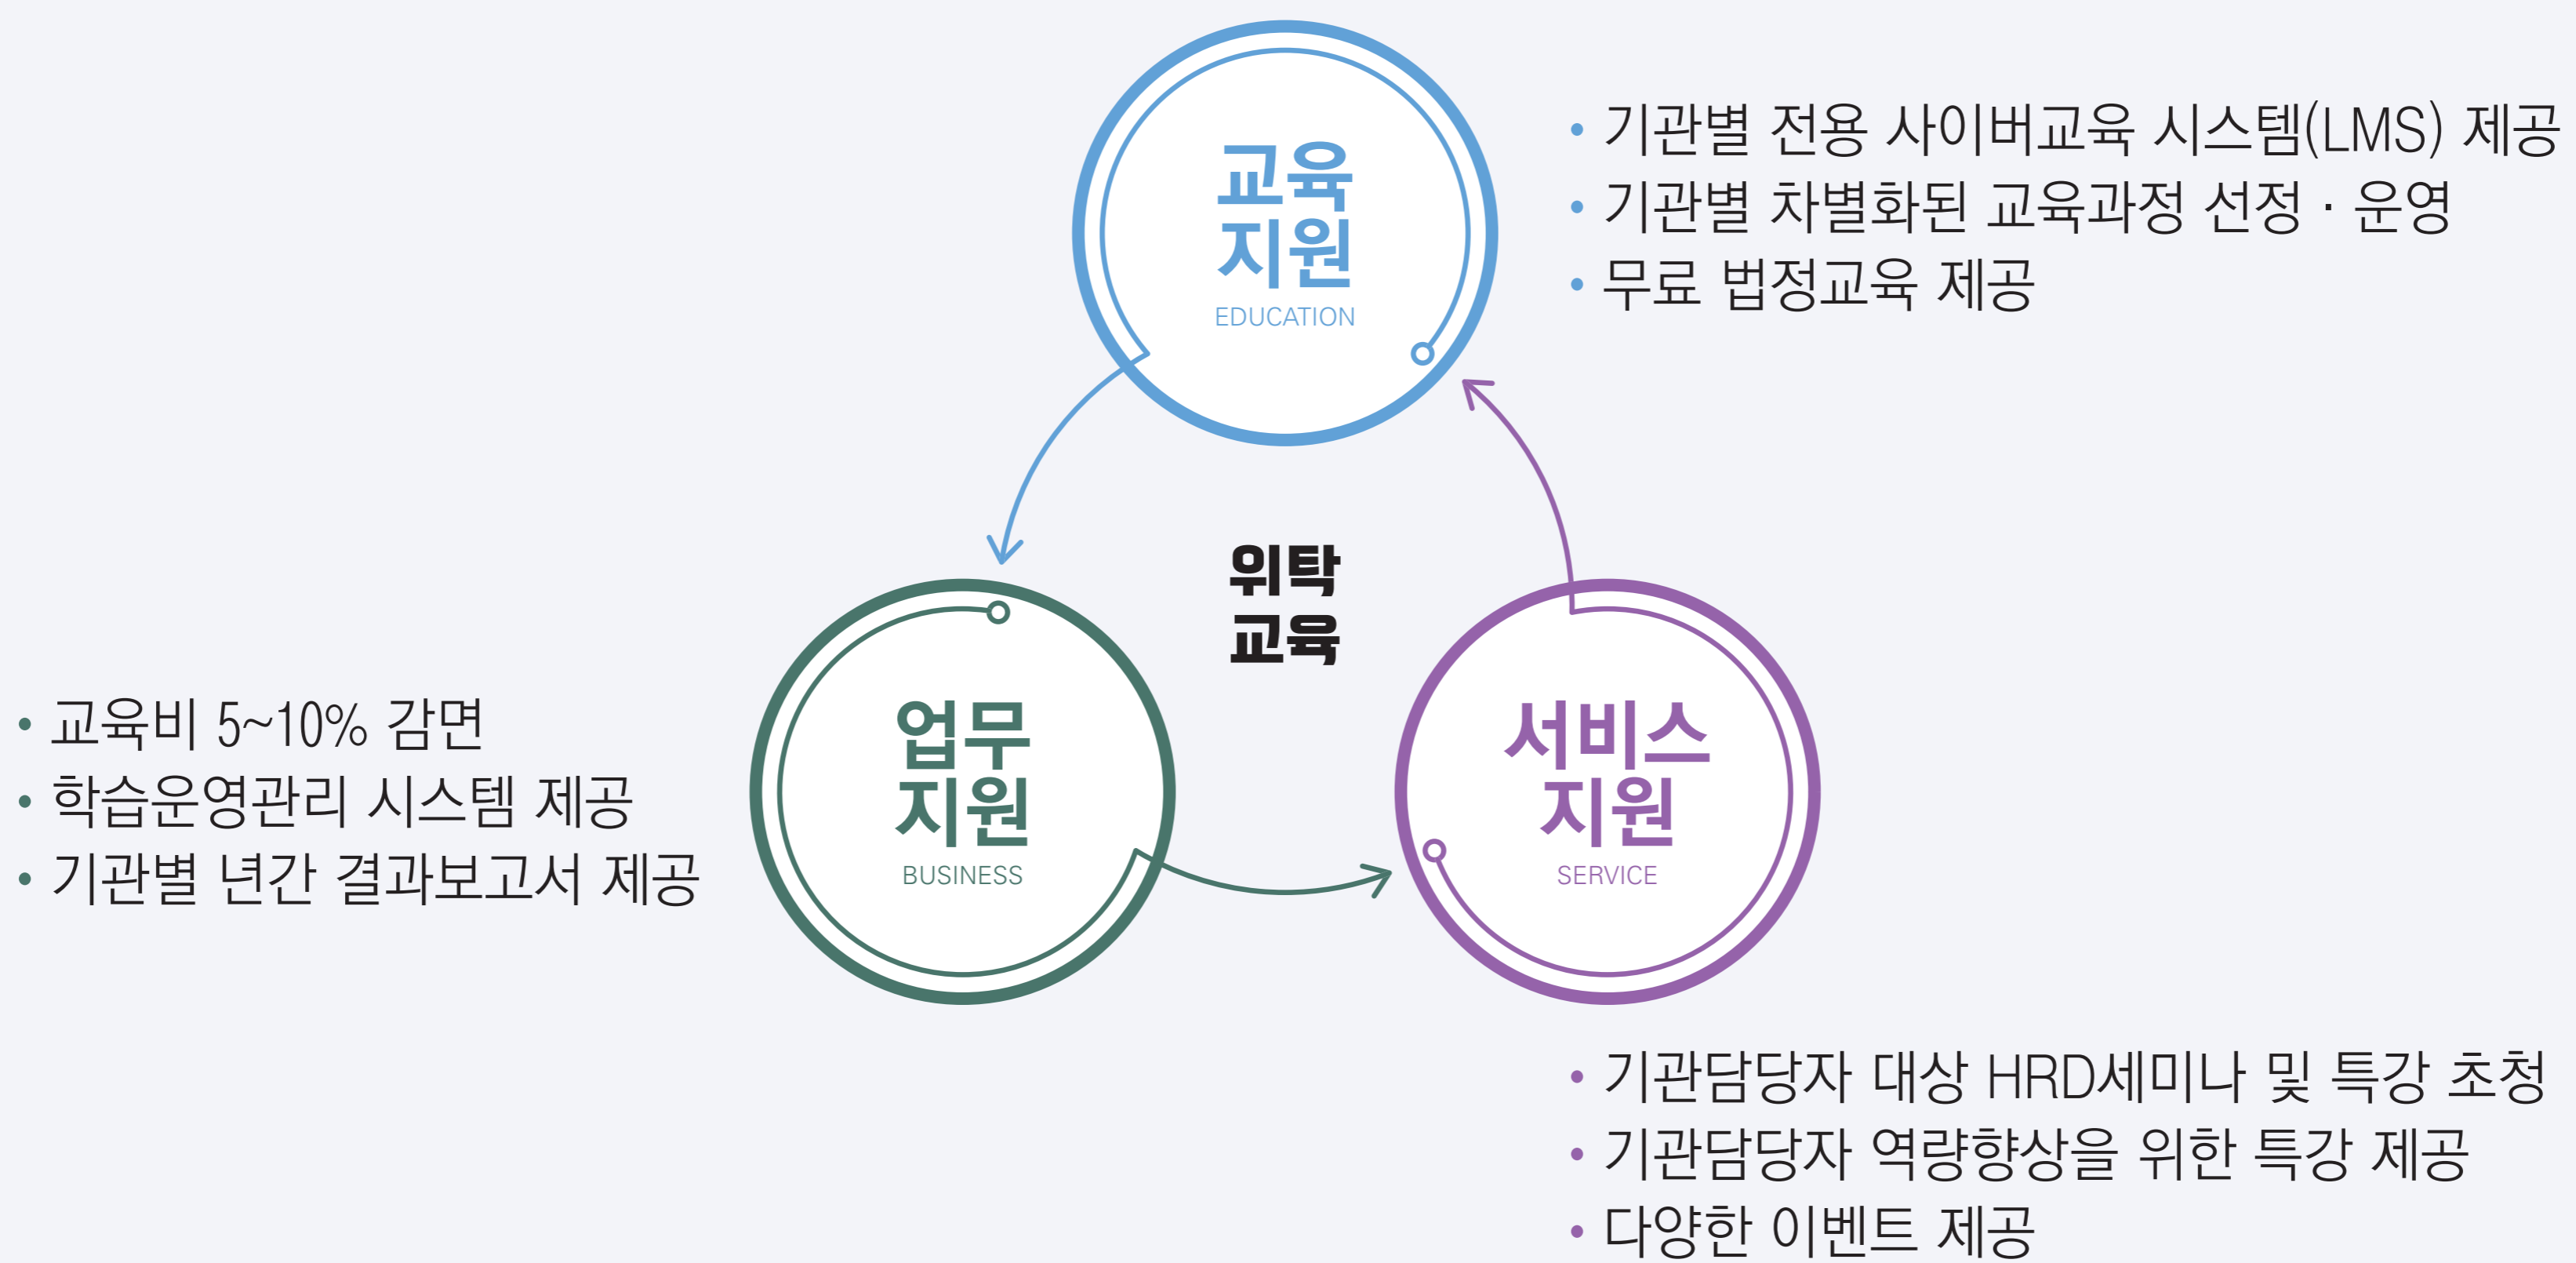 교육
지원
EDUCATION
• 기관별 전용 사이버교육 시스템(LMS) 제공
• 기관별 차별화된 교육과정 선정 · 운영
• 무료 법정교육 제공
위탁
교육
업무
지원
BUSINESS
• 교육비 5~10% 감면
• 학습운영관리 시스템 제공
• 기관별 년간 결과보고서 제공
서비스
지원
SERVICE
• 기관담당자 대상 HRD세미나 및 특강 초청
• 기관담당자 역량향상을 위한 특강 제공
• 다양한 이벤트 제공